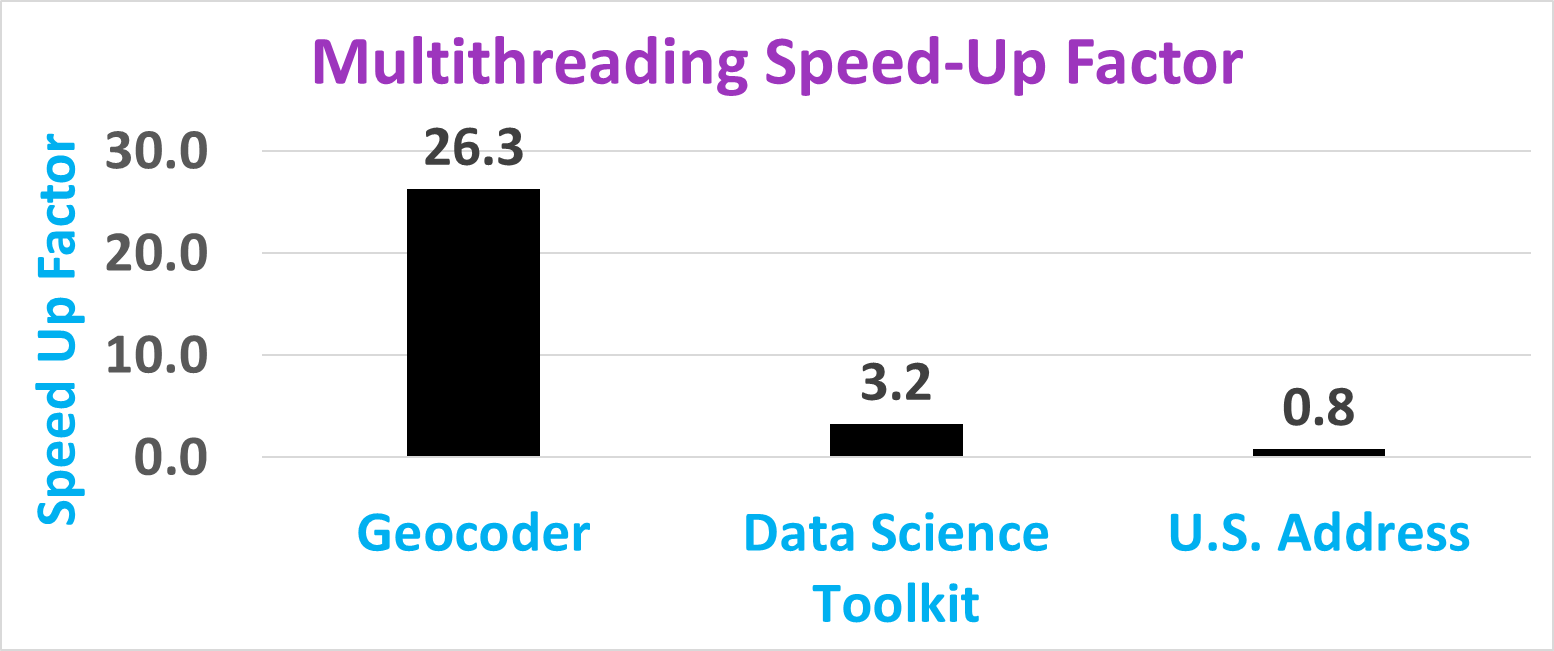 Multithreading Speed-Up Factor
Speed Up Factor
30.0
20.0
10.0
0.0
26.3
3.2
0.8
Geocoder
Data Science
Toolkit
U.S. Address